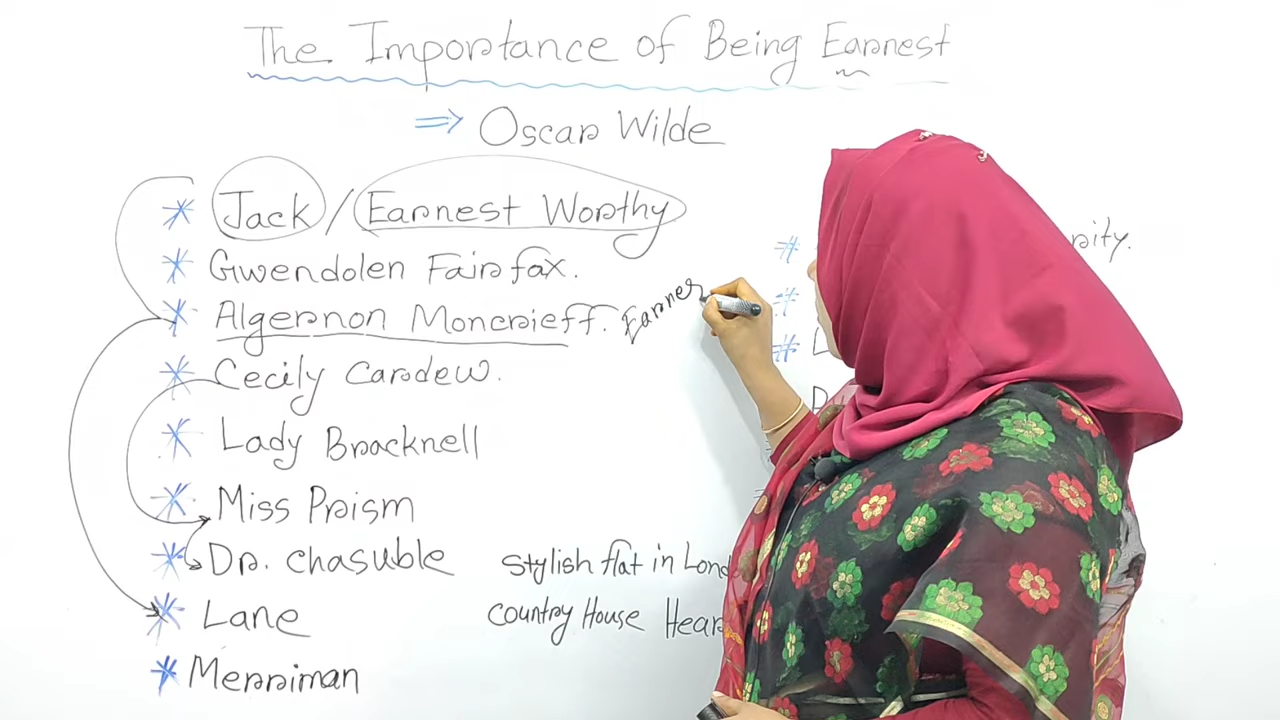 The Importance of Being Earnest
⇒ Oscar Wilde
* Jack / Earnest Worthy
* Gwendolen Fairfax.
* Algernon Moncrieff. Earnes
* Cecily Cardew.
* Lady Bracknell
* Miss Prism
* Dr. Chasuble
* Lane
* Merriman
Stylish flat in Lond
Country House Hear
#
#
#